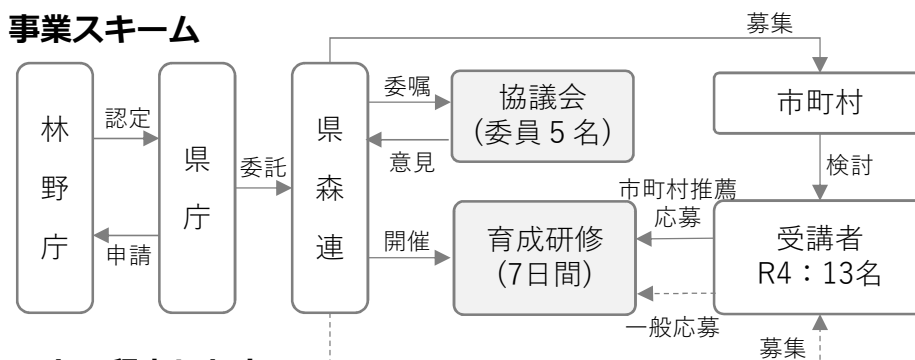 事業スキーム
募集
林野庁
認定
申請
県庁
委託
県森連
委嘱
意見
開催
協議会
(委員５名)
育成研修
(7日間)
市町村
検討
市町村推薦
応募
一般応募
受講者
R4：13名
募集